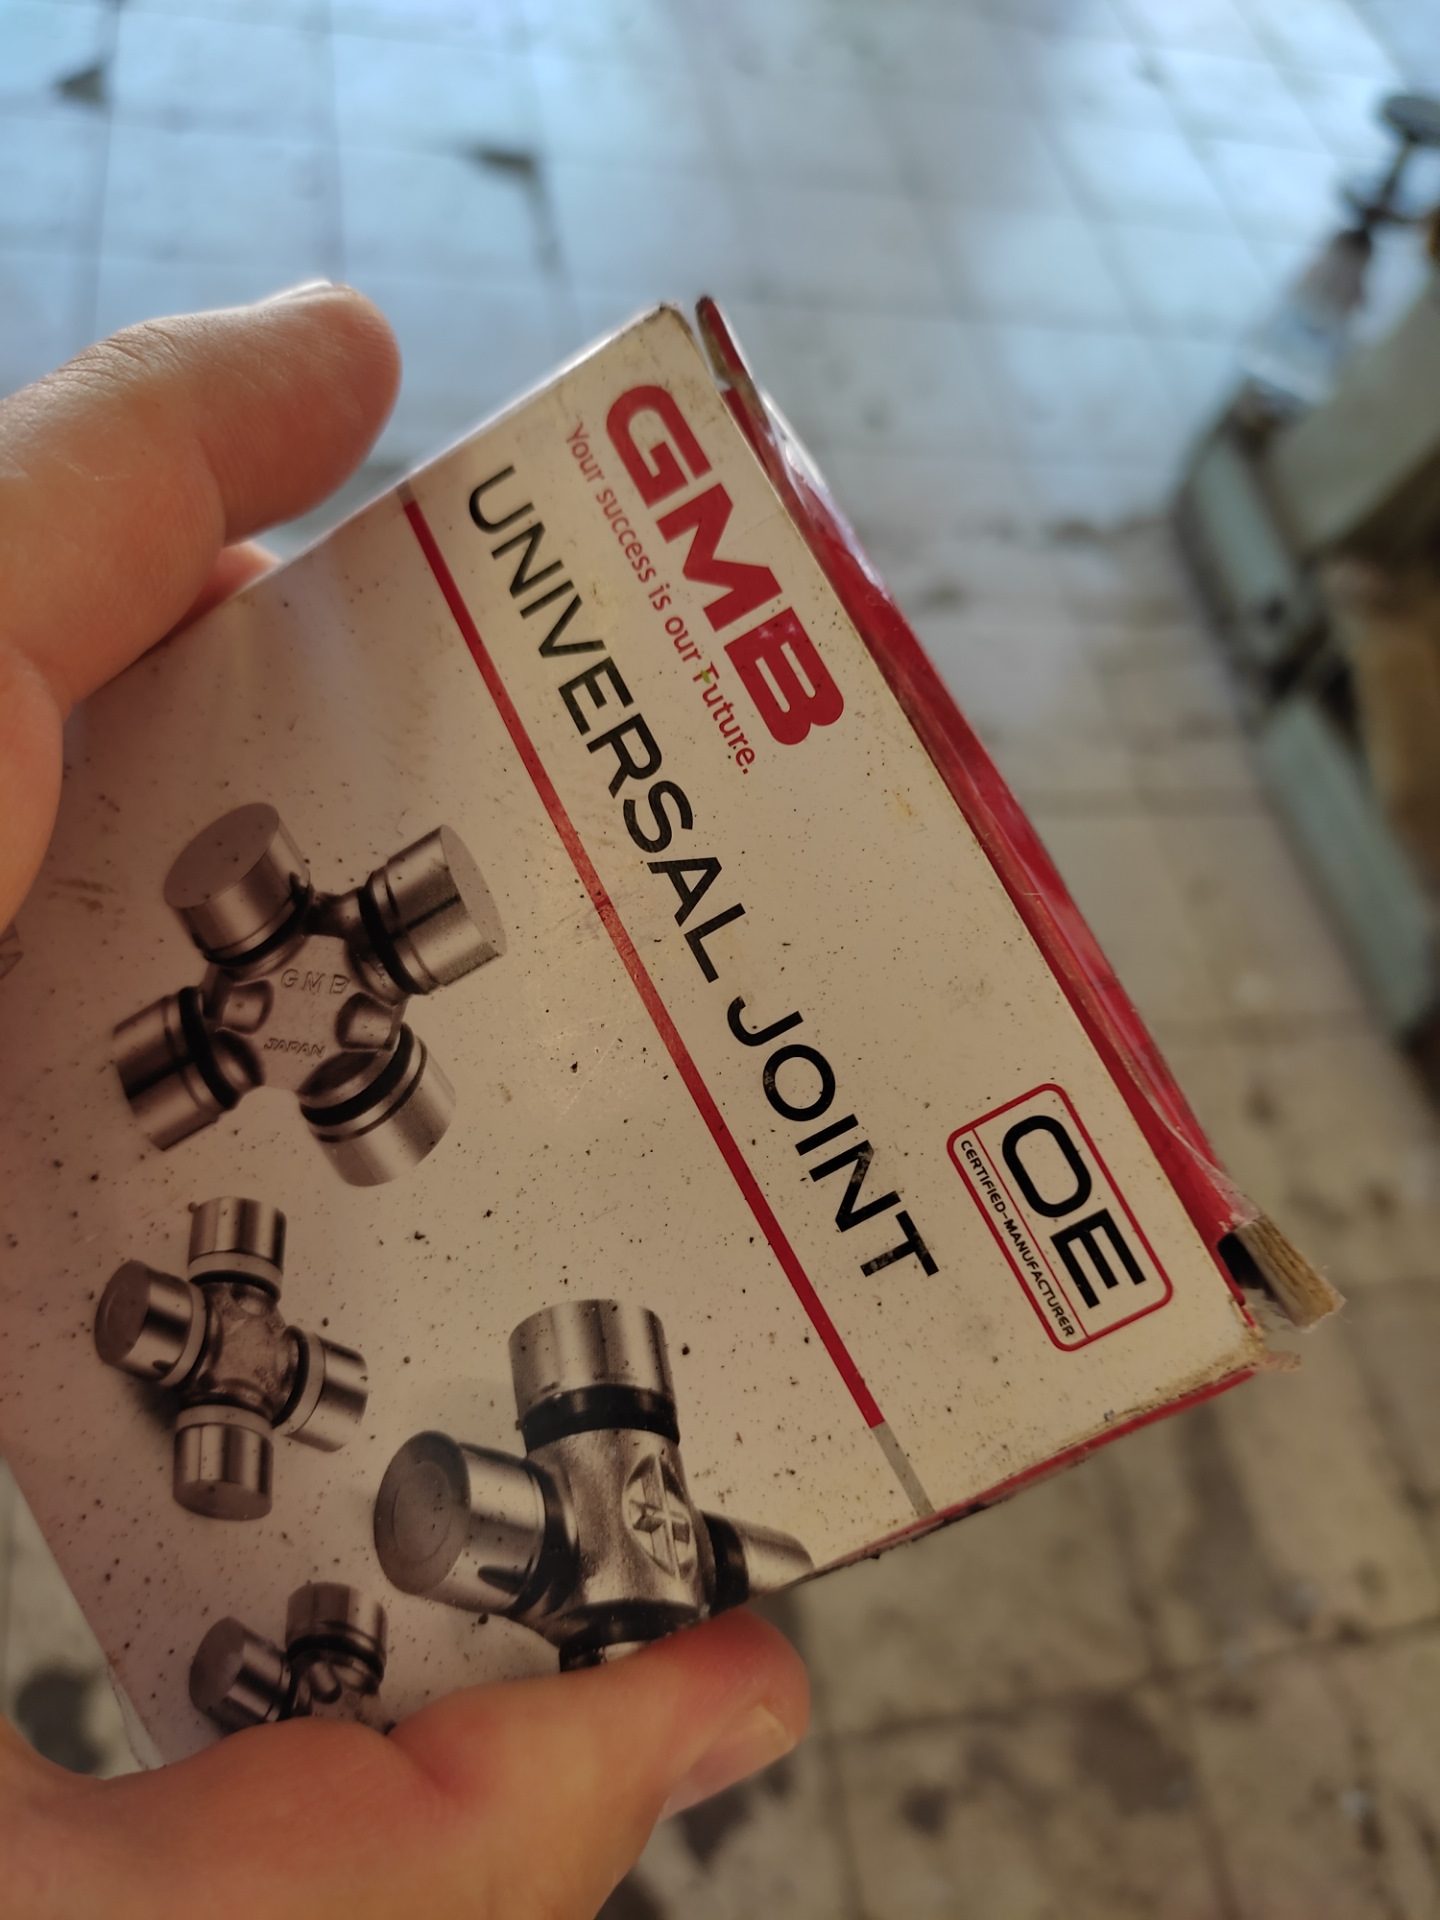 GMB
Your success is our Future.
UNIVERSAL JOINT
OE
CERTIFIED-MANUFACTURER
GMB
JAPAN